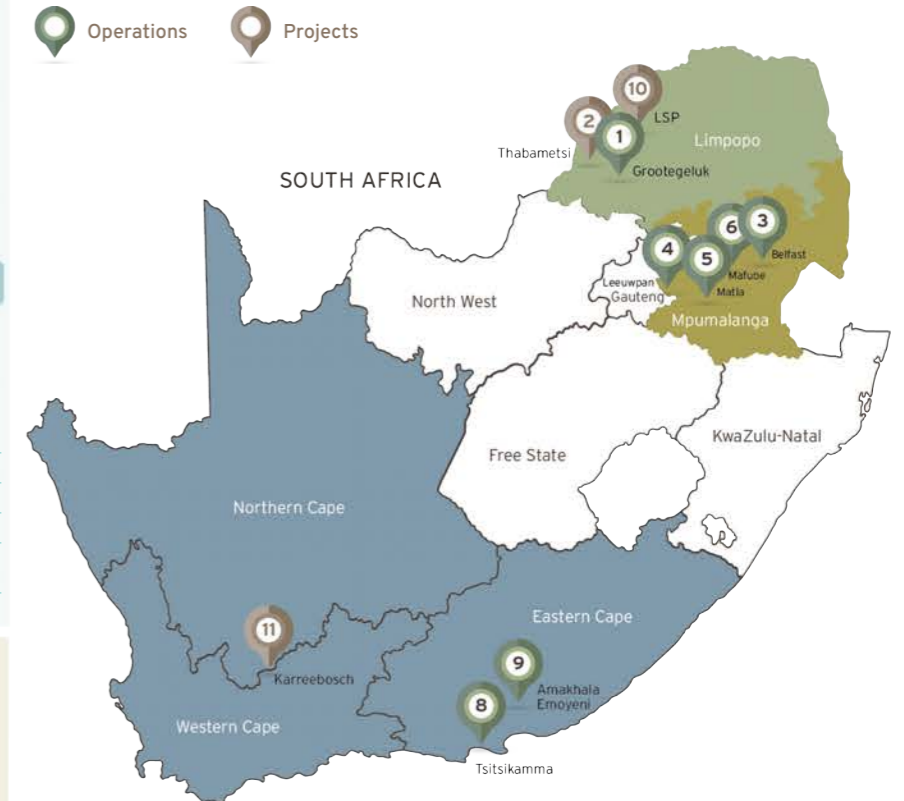 Operations
Projects
10
LSP
2
1
Limpopo
Thabametsi
Grootegeluk
SOUTH AFRICA
3
6
4
5
Belfast
Mafube
Leeuwpan
Matla
Gauteng
North West
Mpumalanga
KwaZulu-Natal
Free State
Northern Cape
Eastern Cape
11
9
Karreebosch
Amakhala
Emoyeni
8
Western Cape
Tsitsikamma